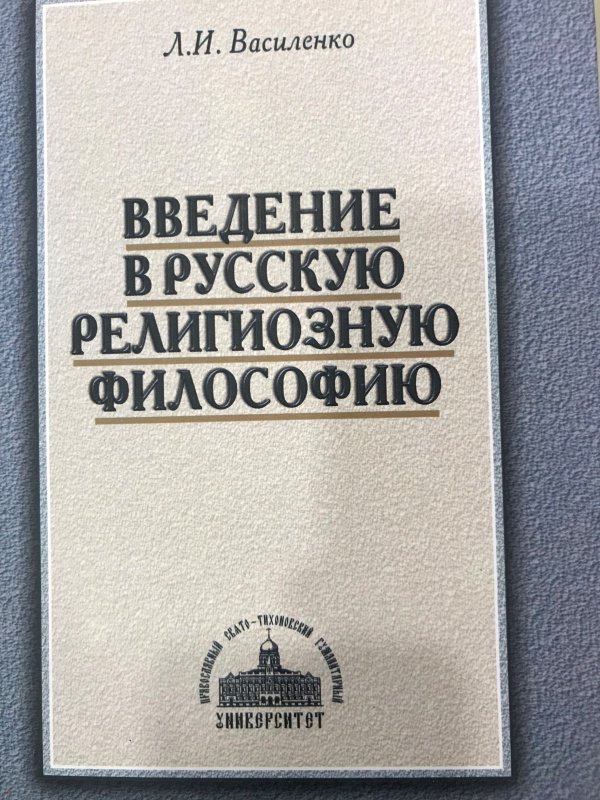 Л.И. Василенко
ВВЕДЕНИЕ
В РУССКУЮ
РЕЛИГИОЗНУЮ
ФИЛОСОФИЮ
ПРАВОСЛАВНЫЙ СВЯТО-ТИХОНОВСКИЙ ГУМАНИТАРНЫЙ
УНИВЕРСИТЕТ